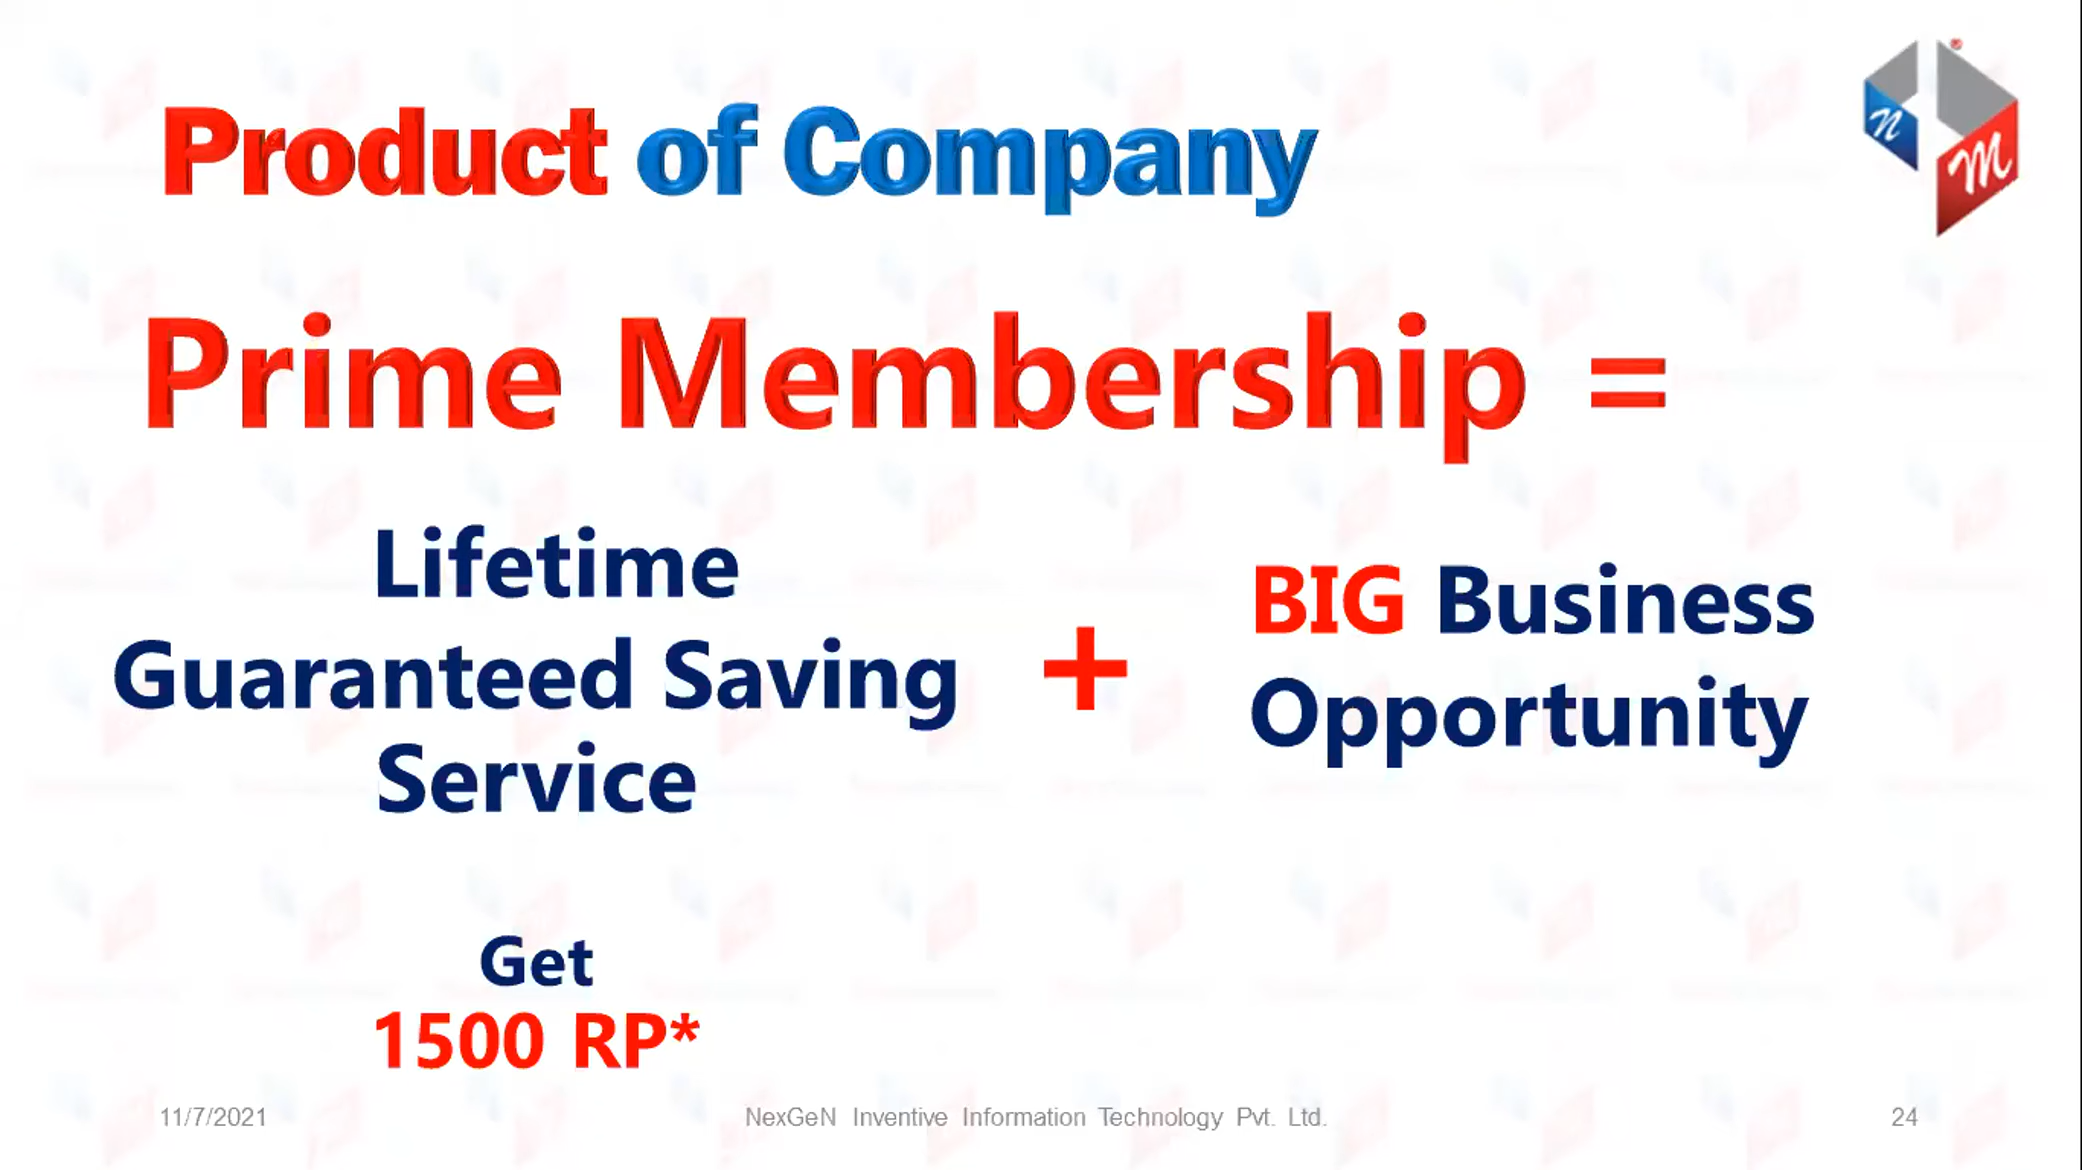 Product of Company
n
M
Prime Membership =
Lifetime
Guaranteed Saving
Service
+
BIG Business
Opportunity
Get
1500 RP*
11/7/2021
NexGeN Inventive Information Technology Pvt. Ltd.
24